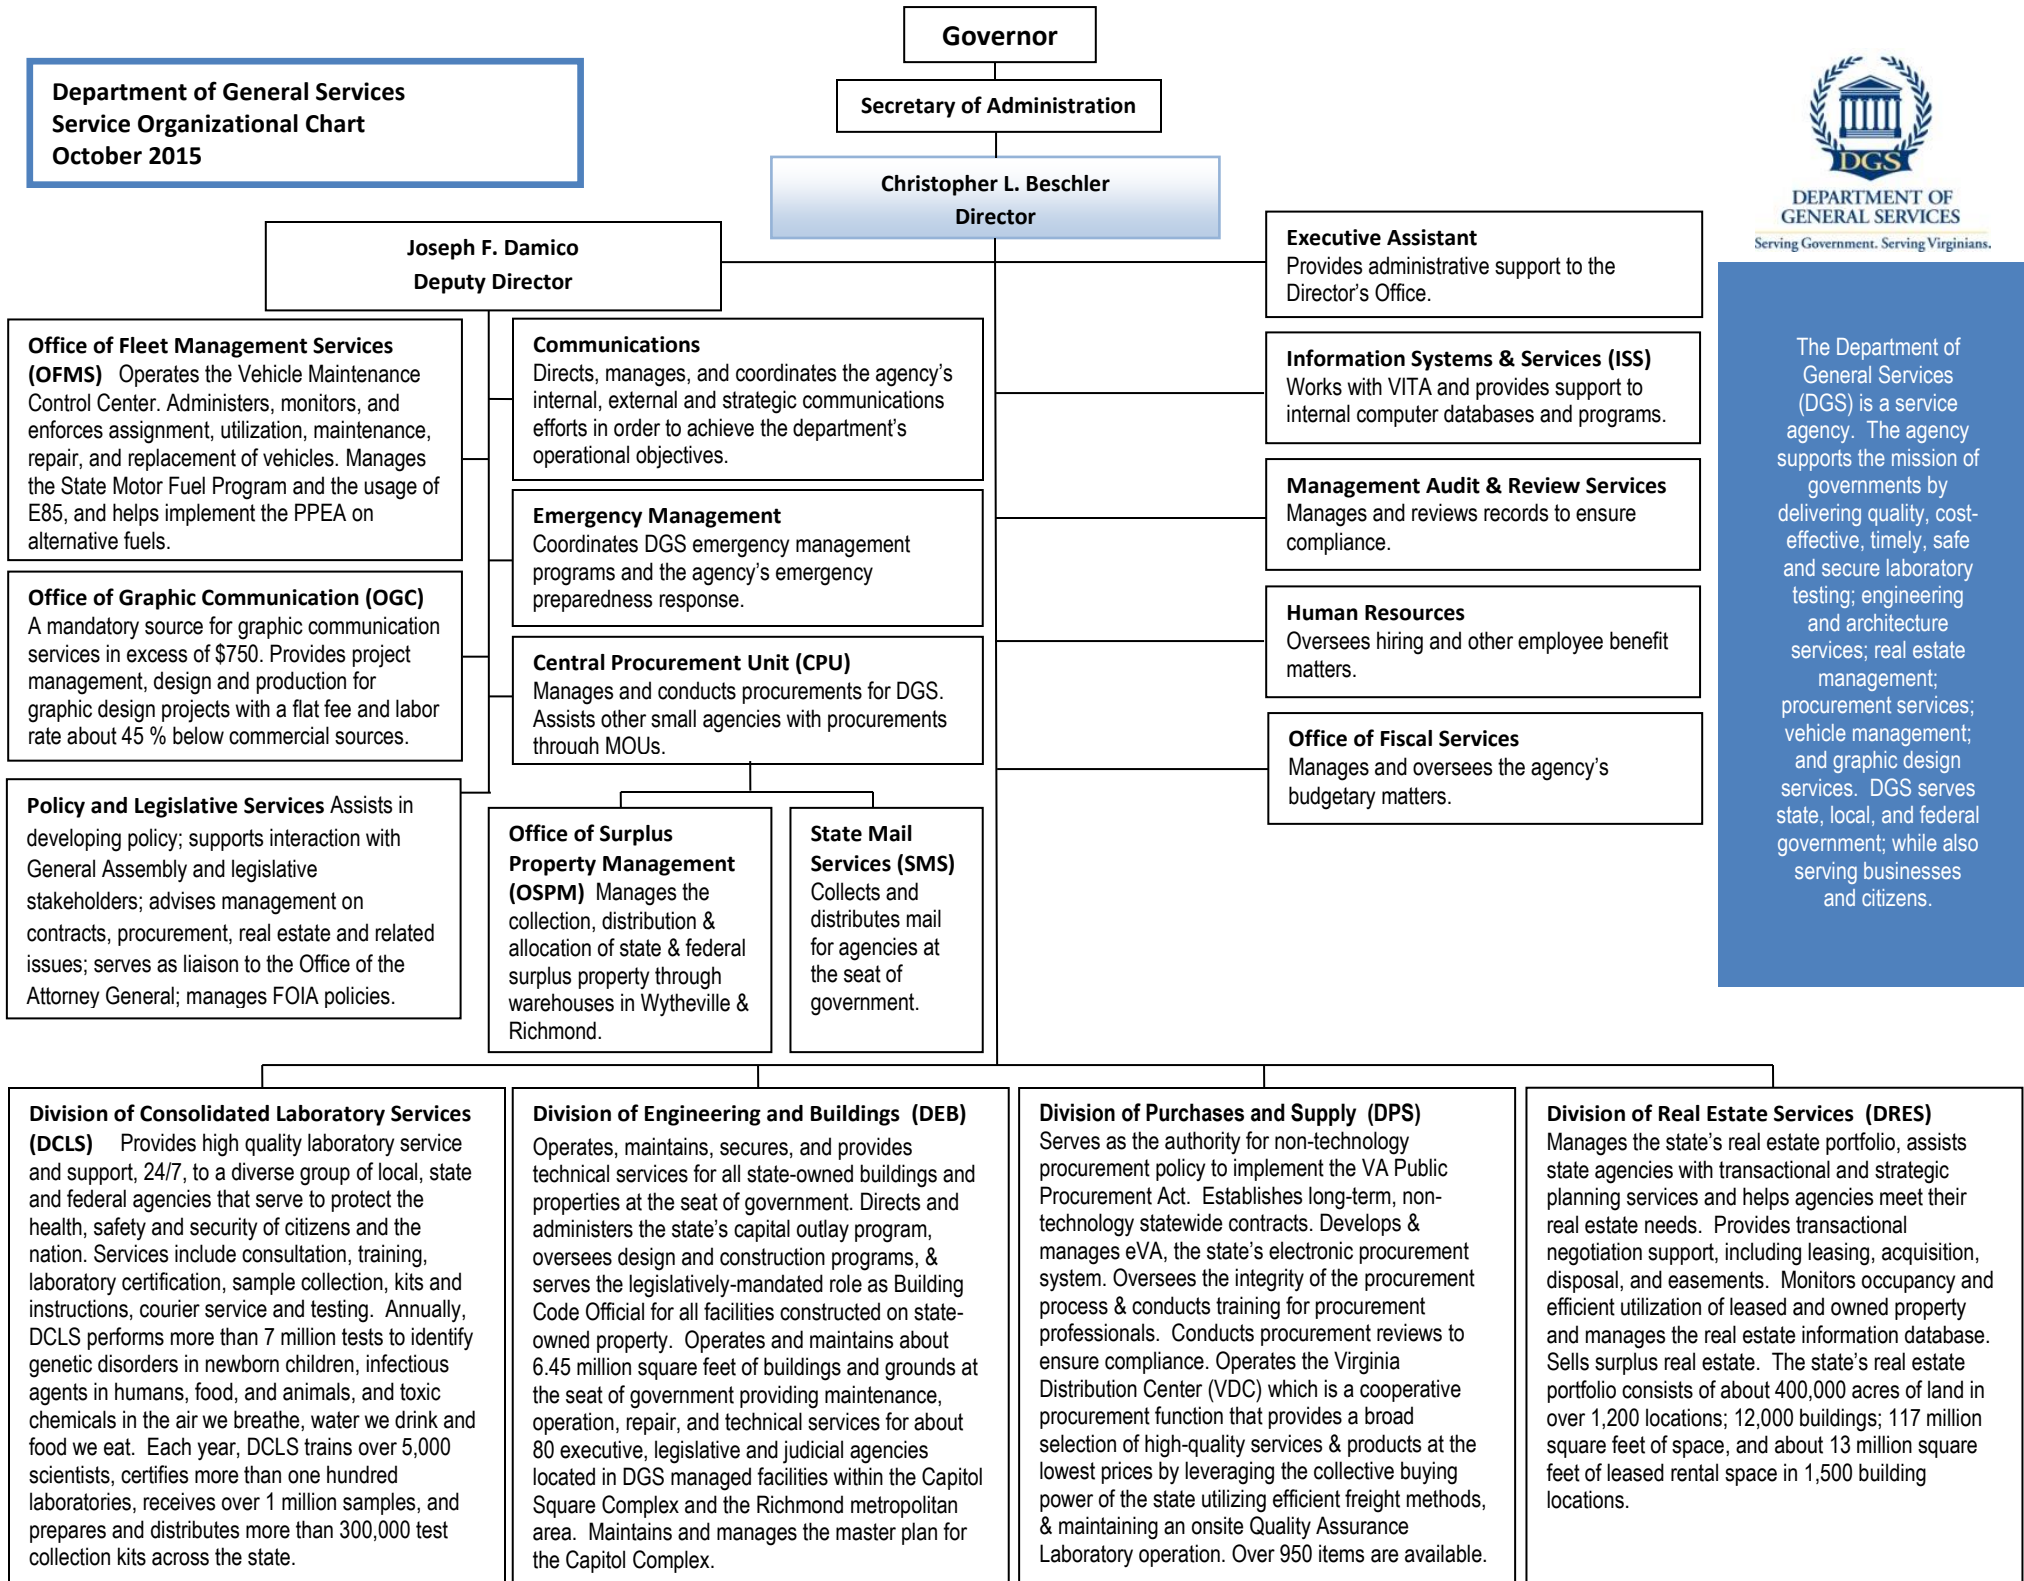 Governor
Secretary of Administration
Department of General Services
Service Organizational Chart
October 2015
Christopher L. Beschler
Director
DGS
DEPARTMENT OF
GENERAL SERVICES
Serving Government. Serving Virginians.
Joseph F. Damico
Deputy Director
Executive Assistant
Provides administrative support to the
Director's Office.
Office of Fleet Management Services
(OFMS) Operates the Vehicle Maintenance
Control Center. Administers, monitors, and
enforces assignment, utilization, maintenance,
repair, and replacement of vehicles. Manages
the State Motor Fuel Program and the usage of
E85, and helps implement the PPEA on
alternative fuels.
Communications
Directs, manages, and coordinates the agency's
internal, external and strategic communications
efforts in order to achieve the department's
operational objectives.
Information Systems & Services (ISS)
Works with VITA and provides support to
internal computer databases and programs.
Emergency Management
Coordinates DGS emergency management
programs and the agency's emergency
preparedness response.
Management Audit & Review Services
Manages and reviews records to ensure
compliance.
Office of Graphic Communication (OGC)
A mandatory source for graphic communication
services in excess of $750. Provides project
management, design and production for
graphic design projects with a flat fee and labor
rate about 45 % below commercial sources.
Central Procurement Unit (CPU)
Manages and conducts procurements for DGS.
Assists other small agencies with procurements
through MOUs.
Human Resources
Oversees hiring and other employee benefit
matters.
Office of Fiscal Services
Manages and oversees the agency's
budgetary matters.
The Department of
General Services
(DGS) is a service
agency. The agency
supports the mission of
governments by
delivering quality, cost-
effective, timely, safe
and secure laboratory
testing; engineering
and architecture
services; real estate
management;
procurement services;
vehicle management;
and graphic design
services. DGS serves
state, local, and federal
government; while also
serving businesses
and citizens.
Policy and Legislative Services Assists in
developing policy; supports interaction with
General Assembly and legislative
stakeholders; advises management on
contracts, procurement, real estate and related
issues; serves as liaison to the Office of the
Attorney General; manages FOIA policies.
Office of Surplus
Property Management
(OSPM) Manages the
collection, distribution &
allocation of state & federal
surplus property through
warehouses in Wytheville &
Richmond.
State Mail
Services (SMS)
Collects and
distributes mail
for agencies at
the seat of
government.
Division of Consolidated Laboratory Services
(DCLS) Provides high quality laboratory service
and support, 24/7, to a diverse group of local, state
and federal agencies that serve to protect the
health, safety and security of citizens and the
nation. Services include consultation, training,
laboratory certification, sample collection, kits and
instructions, courier service and testing. Annually,
DCLS performs more than 7 million tests to identify
genetic disorders in newborn children, infectious
agents in humans, food, and animals, and toxic
chemicals in the air we breathe, water we drink and
food we eat. Each year, DCLS trains over 5,000
scientists, certifies more than one hundred
laboratories, receives over 1 million samples, and
prepares and distributes more than 300,000 test
collection kits across the state.
Division of Engineering and Buildings (DEB)
Operates, maintains, secures, and provides
technical services for all state-owned buildings and
properties at the seat of government. Directs and
administers the state's capital outlay program,
oversees design and construction programs, &
serves the legislatively-mandated role as Building
Code Official for all facilities constructed on state-
owned property. Operates and maintains about
6.45 million square feet of buildings and grounds at
the seat of government providing maintenance,
operation, repair, and technical services for about
80 executive, legislative and judicial agencies
located in DGS managed facilities within the Capitol
Square Complex and the Richmond metropolitan
area. Maintains and manages the master plan for
the Capitol Complex.
Division of Purchases and Supply (DPS)
Serves as the authority for non-technology
procurement policy to implement the VA Public
Procurement Act. Establishes long-term, non-
technology statewide contracts. Develops &
manages eVA, the state's electronic procurement
system. Oversees the integrity of the procurement
process & conducts training for procurement
professionals. Conducts procurement reviews to
ensure compliance. Operates the Virginia
Distribution Center (VDC) which is a cooperative
procurement function that provides a broad
selection of high-quality services & products at the
lowest prices by leveraging the collective buying
power of the state utilizing efficient freight methods,
& maintaining an onsite Quality Assurance
Laboratory operation. Over 950 items are available.
Division of Real Estate Services (DRES)
Manages the state's real estate portfolio, assists
state agencies with transactional and strategic
planning services and helps agencies meet their
real estate needs. Provides transactional
negotiation support, including leasing, acquisition,
disposal, and easements. Monitors occupancy and
efficient utilization of leased and owned property
and manages the real estate information database.
Sells surplus real estate. The state's real estate
portfolio consists of about 400,000 acres of land in
over 1,200 locations; 12,000 buildings; 117 million
square feet of space, and about 13 million square
feet of leased rental space in 1,500 building
locations.